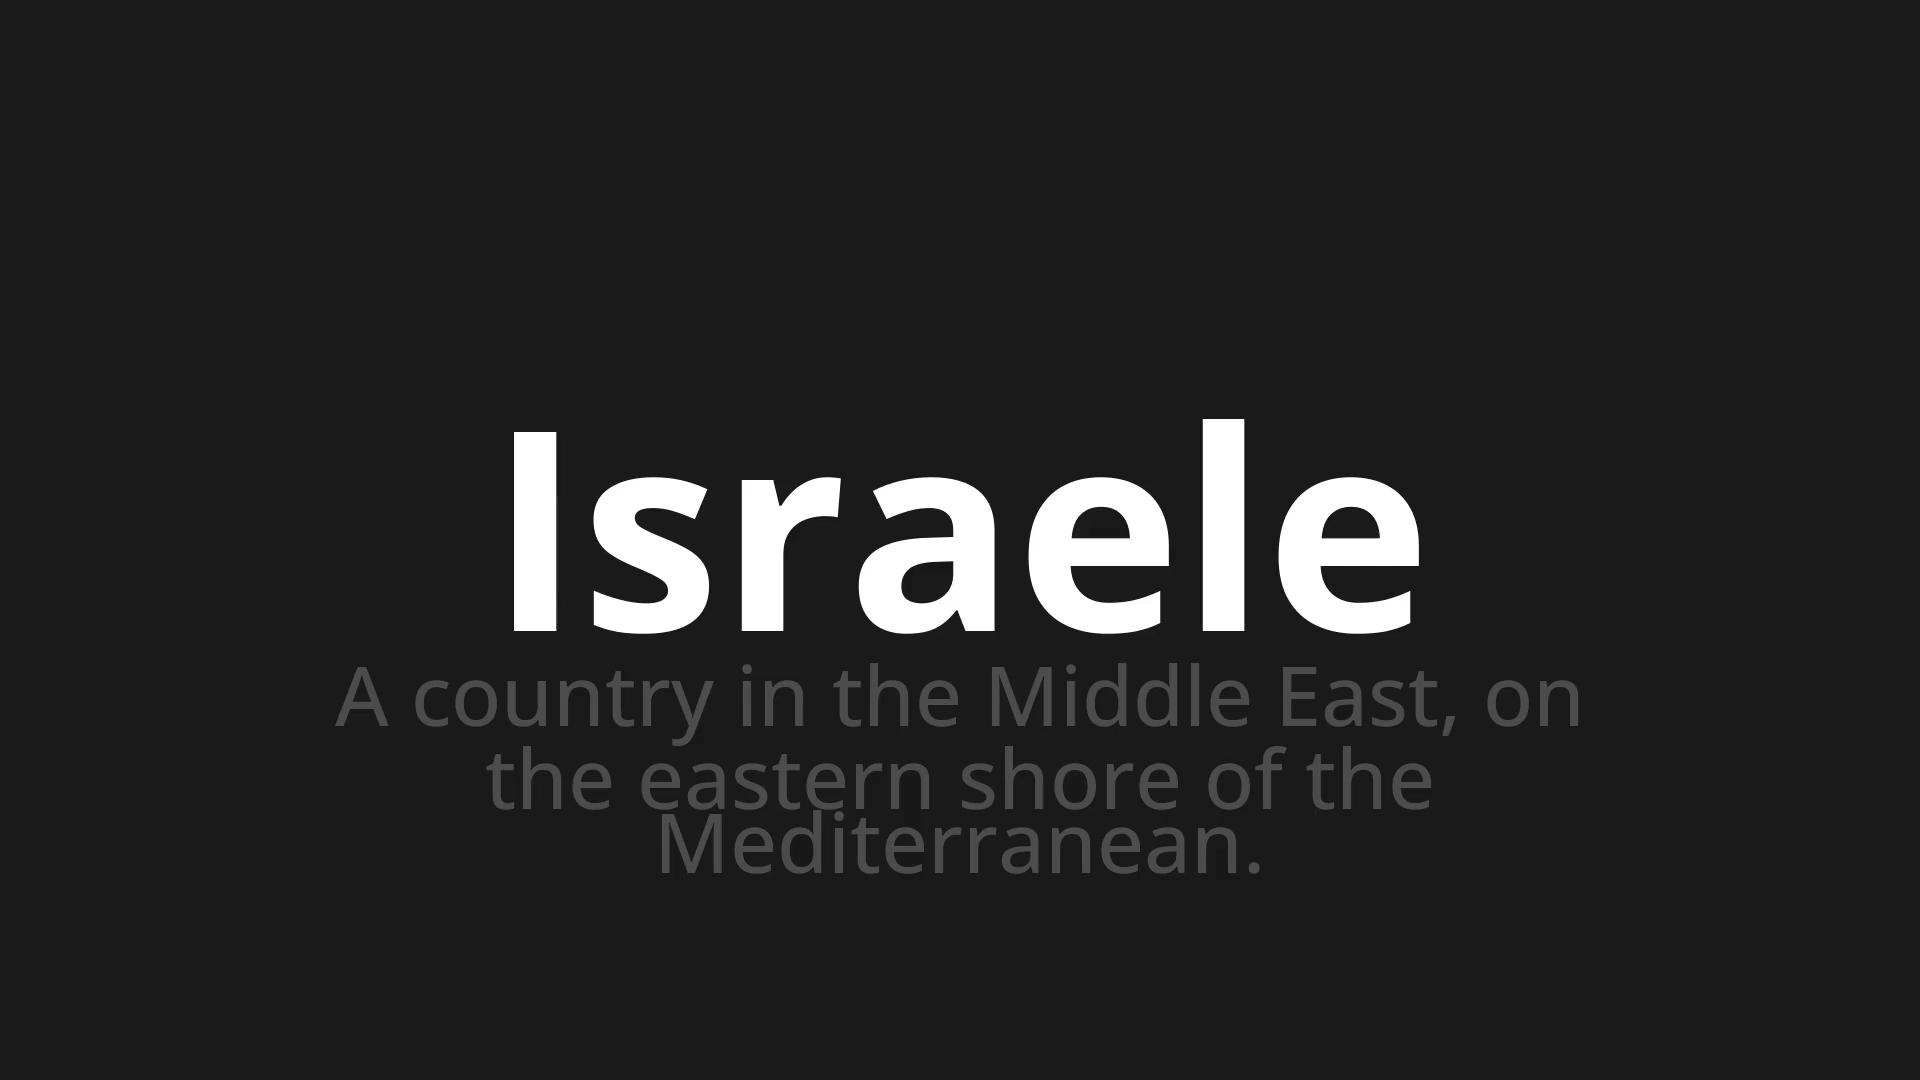 Israele
A country in the Middle East, on
the eastern shore of the
Mediterranean.